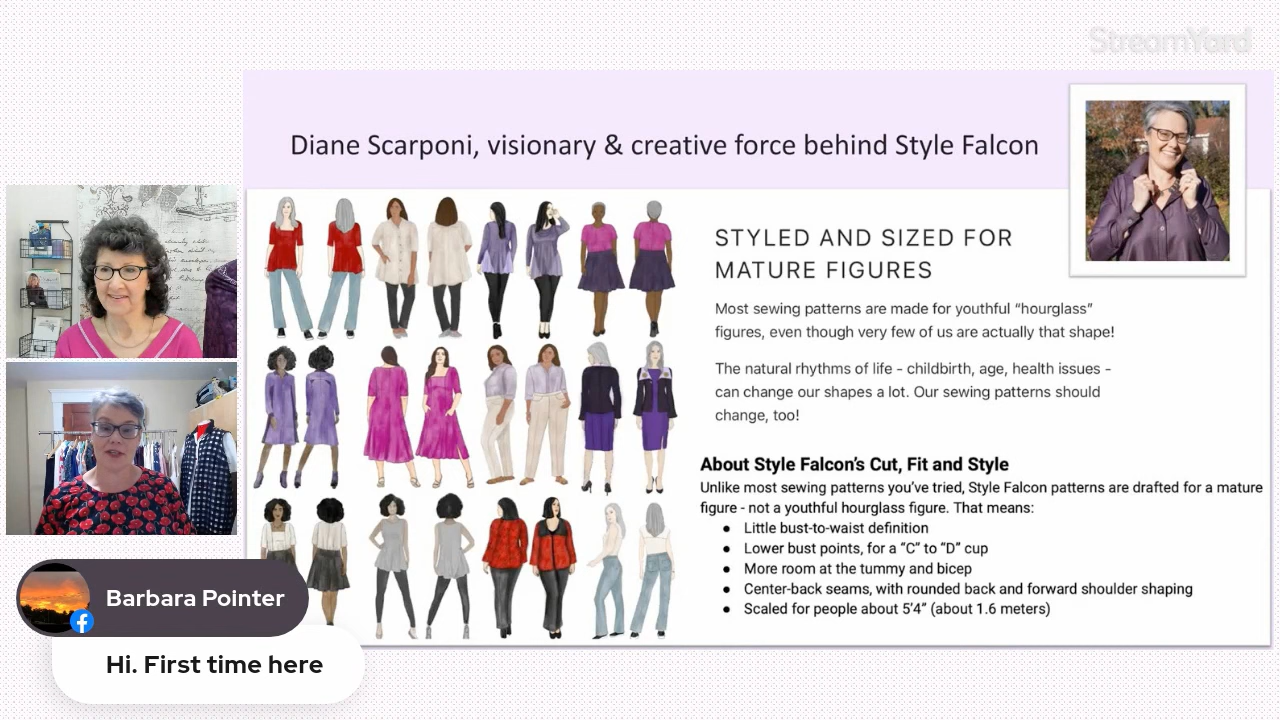 StreamYard
Diane Scarponi, visionary & creative force behind Style Falcon
STYLED AND SIZED FOR
MATURE FIGURES
Most sewing patterns are made for youthful “hourglass”
figures, even though very few of us are actually that shape!
The natural rhythms of life - childbirth, age, health issues -
can change our shapes a lot. Our sewing patterns should
change, too!
About Style Falcon’s Cut, Fit and Style
Unlike most sewing patterns you’ve tried, Style Falcon patterns are drafted for a mature
figure - not a youthful hourglass figure. That means:
● Little bust-to-waist definition
● Lower bust points, for a “C” to “D” cup
● More room at the tummy and bicep
● Center-back seams, with rounded back and forward shoulder shaping
● Scaled for people about 5’4” (about 1.6 meters)
Barbara Pointer
Hi. First time here